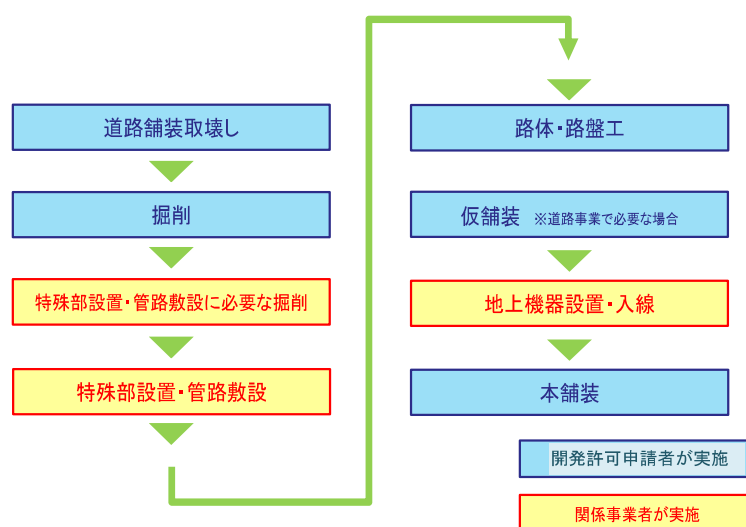 道路舗装取壊し
掘削
特殊部設置・管路敷設に必要な掘削
特殊部設置・管路敷設
路体・路盤工
仮舗装 ※道路事業で必要な場合
地上機器設置・入線
本舗装
開発許可申請者が実施
関係事業者が実施